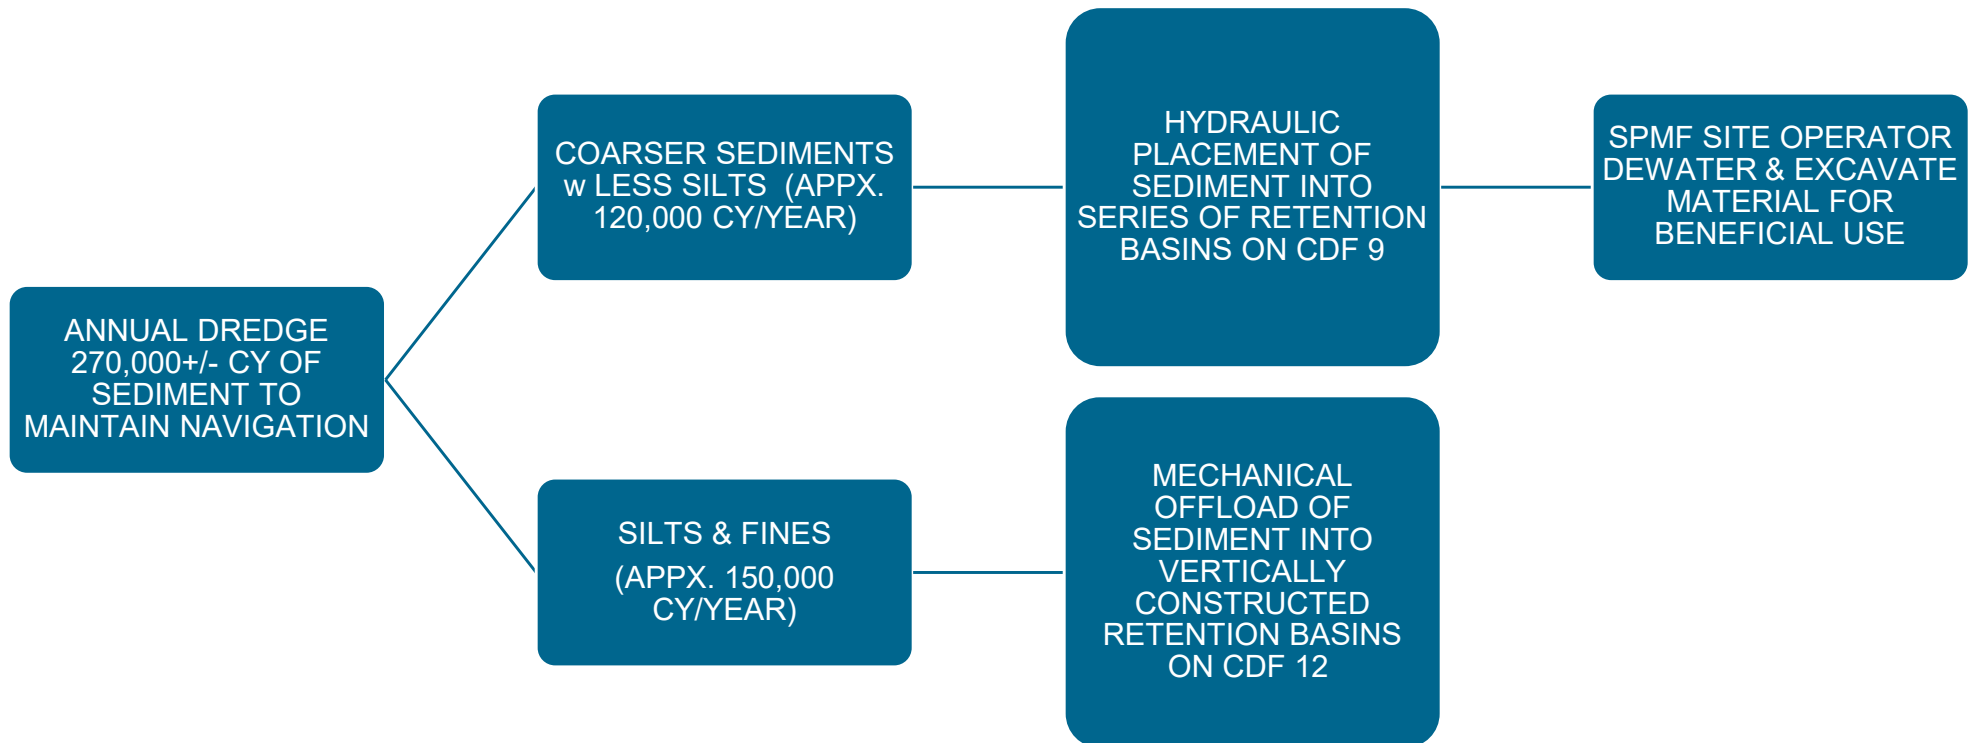 ANNUAL DREDGE
270,000+/- CY OF
SEDIMENT TO
MAINTAIN NAVIGATION
COARSER SEDIMENTS
w LESS SILTS  (APPX.
120,000 CY/YEAR)
HYDRAULIC
PLACEMENT OF
SEDIMENT INTO
SERIES OF RETENTION
BASINS ON CDF 9
SPMF SITE OPERATOR
DEWATER & EXCAVATE
MATERIAL FOR
BENEFICIAL USE
SILTS & FINES
(APPX. 150,000
CY/YEAR)
MECHANICAL
OFFLOAD OF
SEDIMENT INTO
VERTICALLY
CONSTRUCTED
RETENTION BASINS
ON CDF 12